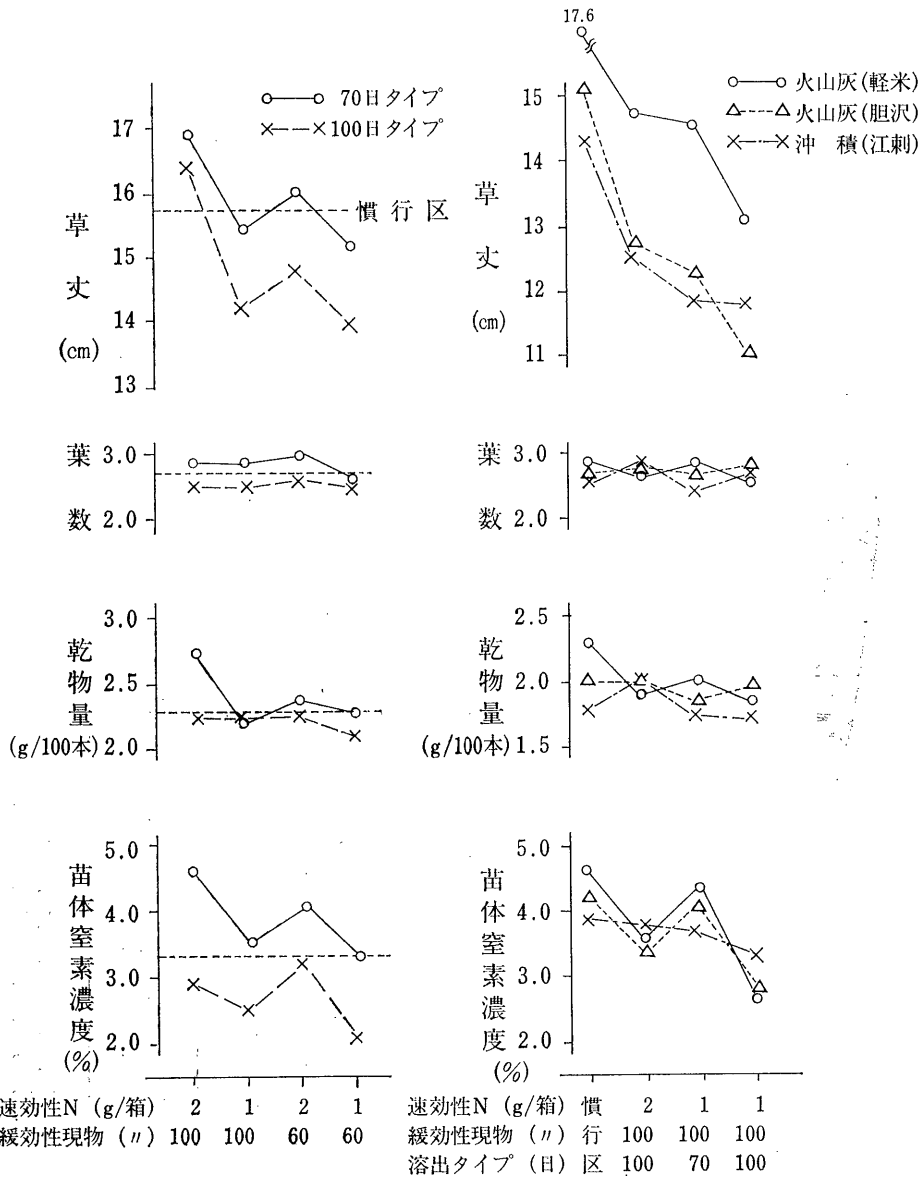 70日タイプ
100日タイプ
17
16
15
14
13
草丈
(cm)
慣行区
葉数
3.0
2.0
乾物量
(g/100本)
3.0
2.5
2.0
苗体窒素濃度
(%)
5.0
4.0
3.0
2.0
速効性N (g/箱) 2 1 2 1
緩効性現物 (〃) 100 100 60 60
17.6
火山灰(軽米)
火山灰(胆沢)
沖 積(江刺)
15
14
13
12
11
草丈
(cm)
葉数
3.0
2.0
乾物量
(g/100本)
2.5
2.0
1.5
苗体窒素濃度
(%)
5.0
4.0
3.0
2.0
速効性N (g/箱) 慣 2 1 1
緩効性現物 (〃) 行 100 100 100
溶出タイプ (日) 区 100 70 100